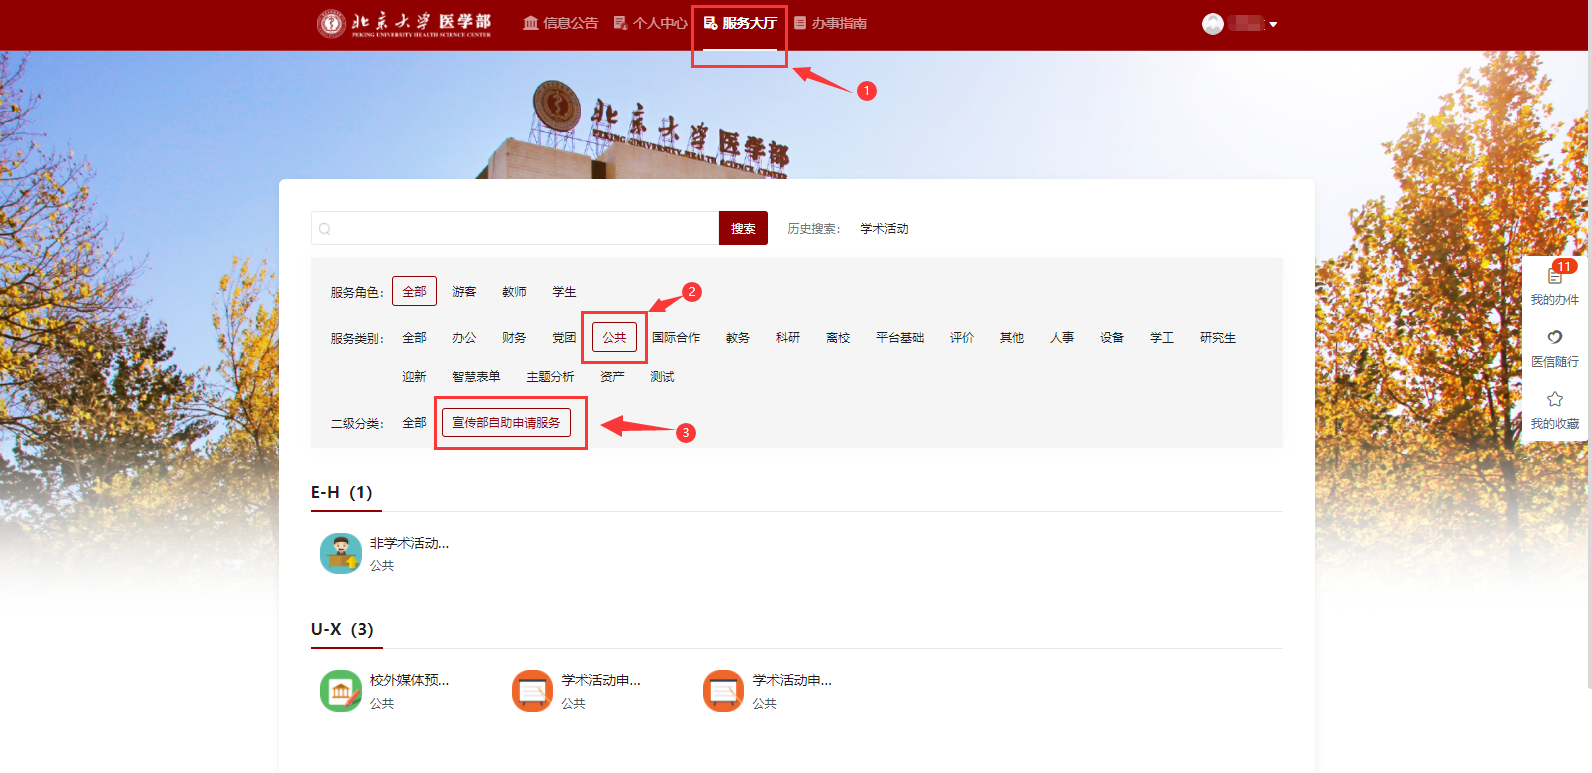 北京大学医学部
PEKING UNIVERSITY HEALTH SCIENCE CENTER
信息公告 个人中心 服务大厅 办事指南
1
北京大学医学部
PEKING UNIVERSITY HEALTH SCIENCE CENTER
搜索 历史搜索： 学术活动
服务角色： 全部 游客 教师 学生
2
服务类别： 全部 办公 财务 党团 公共 国际合作 教务 科研 离校 平台基础 评价 其他 人事 设备 学工 研究生
迎新 智慧表单 主题分析 资产 测试
二级分类： 全部 宣传部自助申请服务
3
11
我的办件
医信随行
我的收藏
E-H（1）
非学术活动...
公共
U-X（3）
校外媒体预... 学术活动申... 学术活动申...
公共 公共 公共